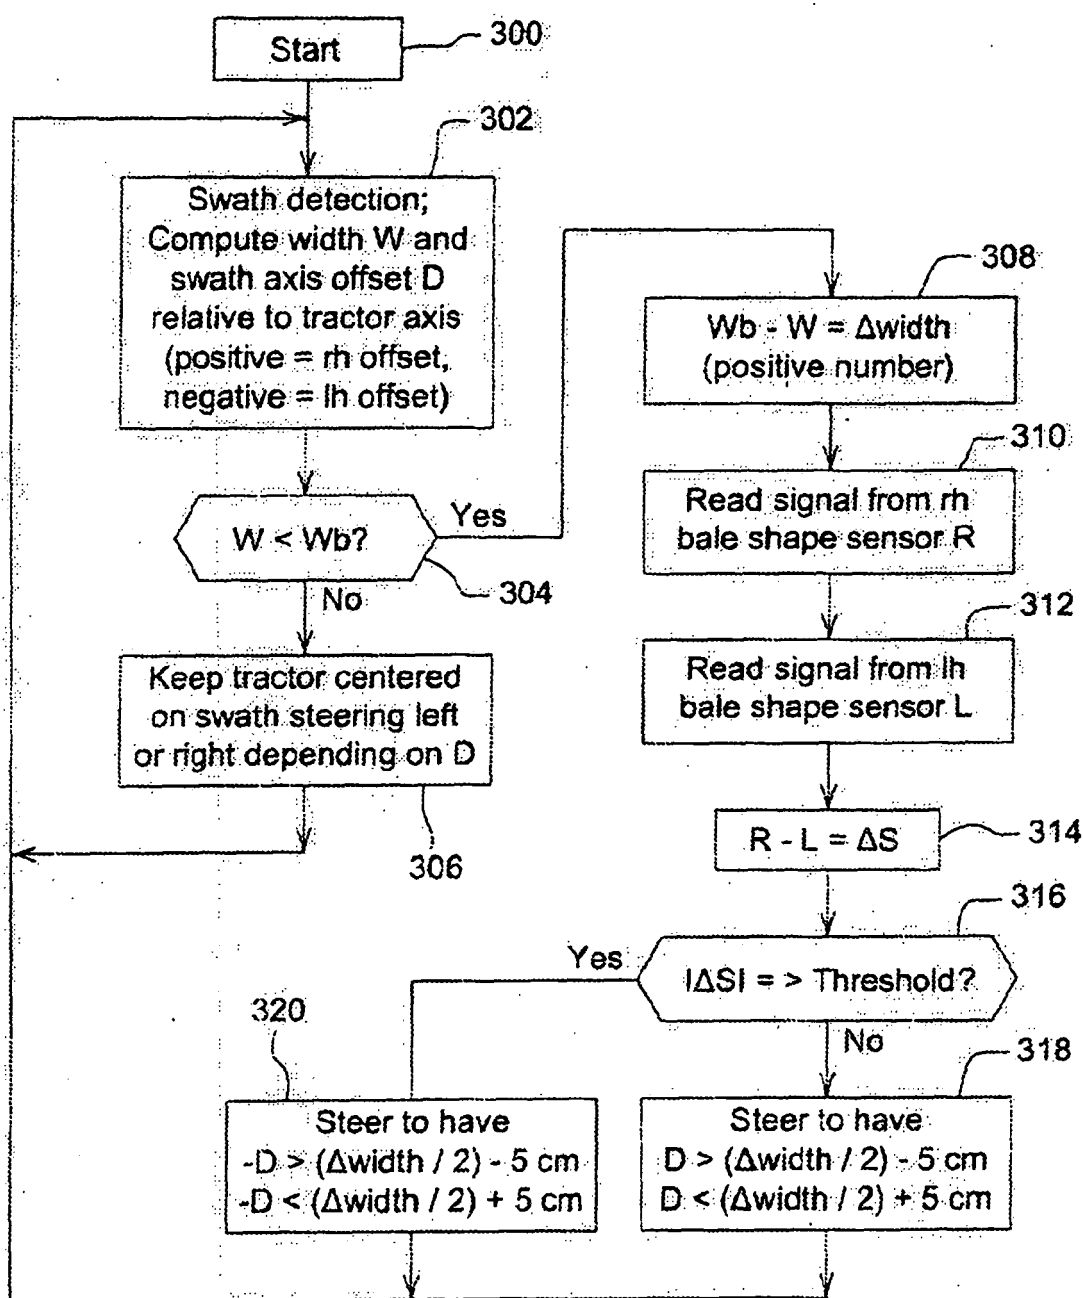 Start
300
302
Swath detection;
Compute width W and
swath axis offset D
relative to tractor axis
(positive = rh offset,
negative = lh offset)
W < Wb?
Yes
304
No
Keep tractor centered
on swath steering left
or right depending on D
306
308
Wb - W = Δwidth
(positive number)
310
Read signal from rh
bale shape sensor R
312
Read signal from lh
bale shape sensor L
R - L = ΔS
314
316
|ΔS| = > Threshold?
Yes
No
320
Steer to have
-D > (Δwidth / 2) - 5 cm
-D < (Δwidth / 2) + 5 cm
318
Steer to have
D > (Δwidth / 2) - 5 cm
D < (Δwidth / 2) + 5 cm